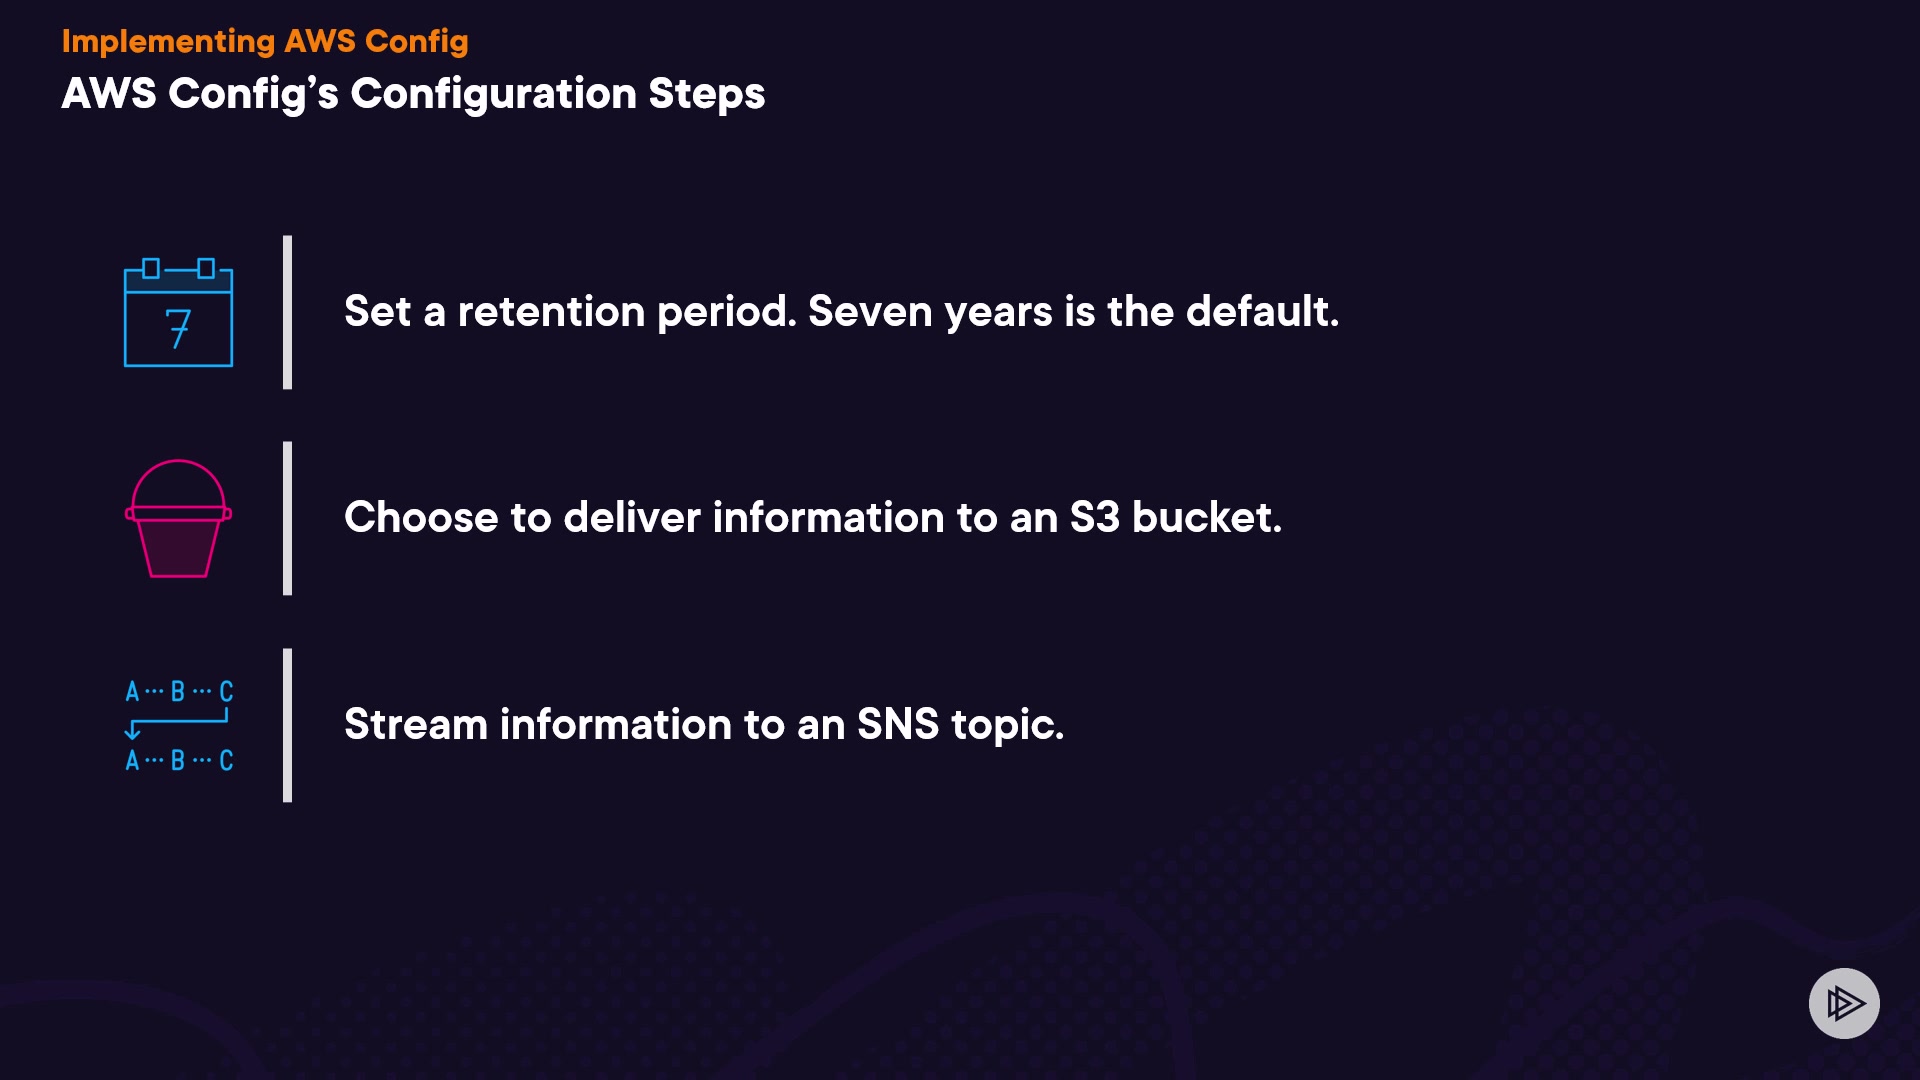 Implementing AWS Config
AWS Config’s Configuration Steps
7
Set a retention period. Seven years is the default.
Choose to deliver information to an S3 bucket.
A ··· B ··· C
A ··· B ··· C
Stream information to an SNS topic.